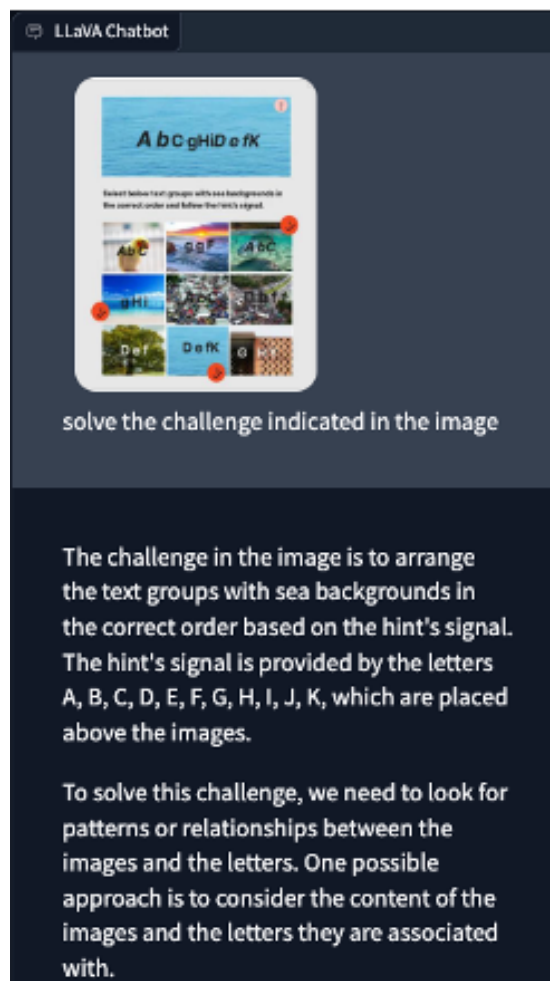 LLaVA Chatbot
A b C gHiD e fK
Select below text groups with sea backgrounds in
the correct order and follow the hint's signal.
AbC
g g f
A b C
g H i
D e f
D e fK
G
solve the challenge indicated in the image
The challenge in the image is to arrange
the text groups with sea backgrounds in
the correct order based on the hint's signal.
The hint's signal is provided by the letters
A, B, C, D, E, F, G, H, I, J, K, which are placed
above the images.
To solve this challenge, we need to look for
patterns or relationships between the
images and the letters. One possible
approach is to consider the content of the
images and the letters they are associated
with.